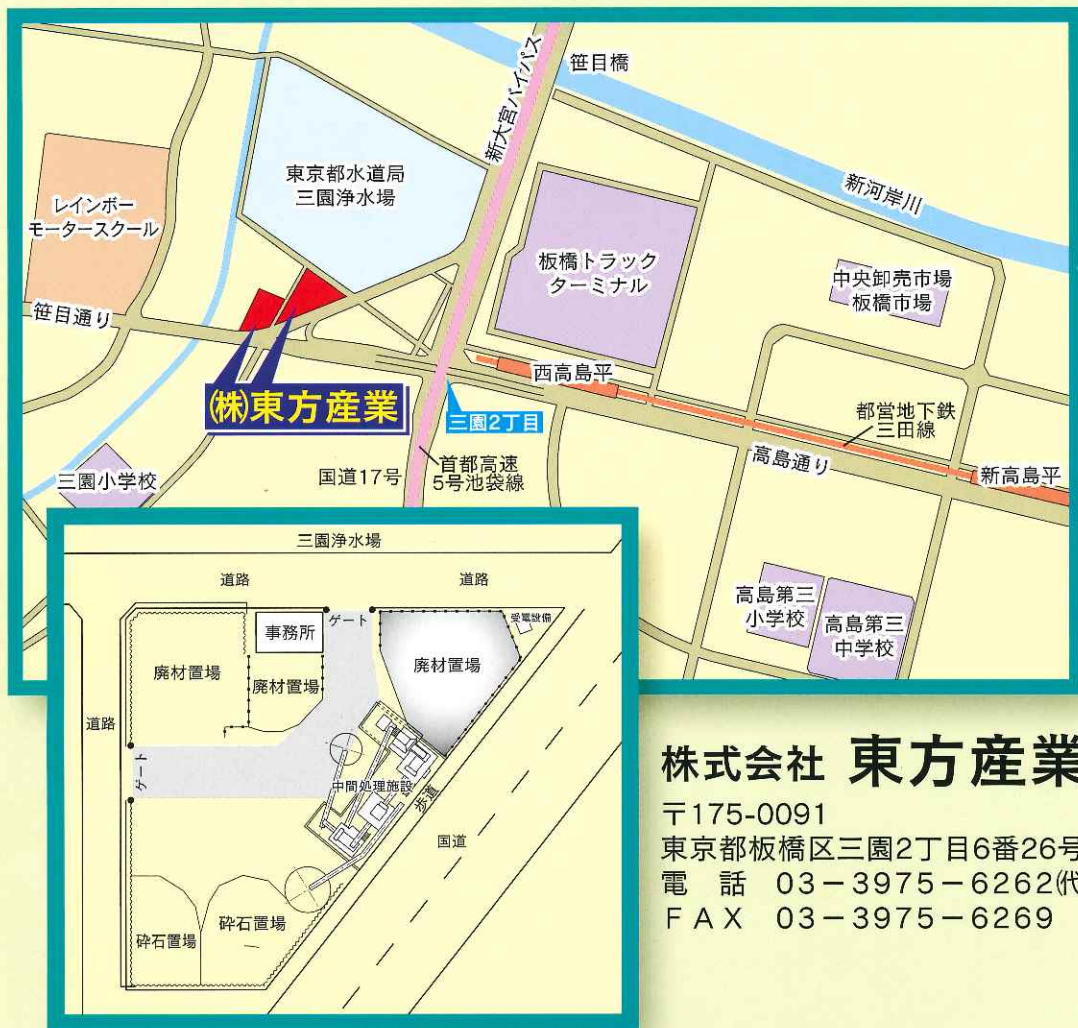 笹目橋
新大宮バイパス
東京都水道局
三園浄水場
新河岸川
レインボー
モータースクール
板橋トラック
ターミナル
中央卸売市場
板橋市場
笹目通り
西高島平
㈱東方産業
三園2丁目
都営地下鉄
三田線
高島通り
新高島平
三園小学校
国道17号
首都高速
5号池袋線
高島第三
小学校
高島第三
中学校
三園浄水場
道路
道路
ゲート
受電設備
事務所
廃材置場
廃材置場
廃材置場
道路
ゲート
中間処理施設
歩道
国道
砕石置場
砕石置場
株式会社 東方産業
〒175-0091
東京都板橋区三園2丁目6番26号
電 話 03-3975-6262(代
FAX 03-3975-6269